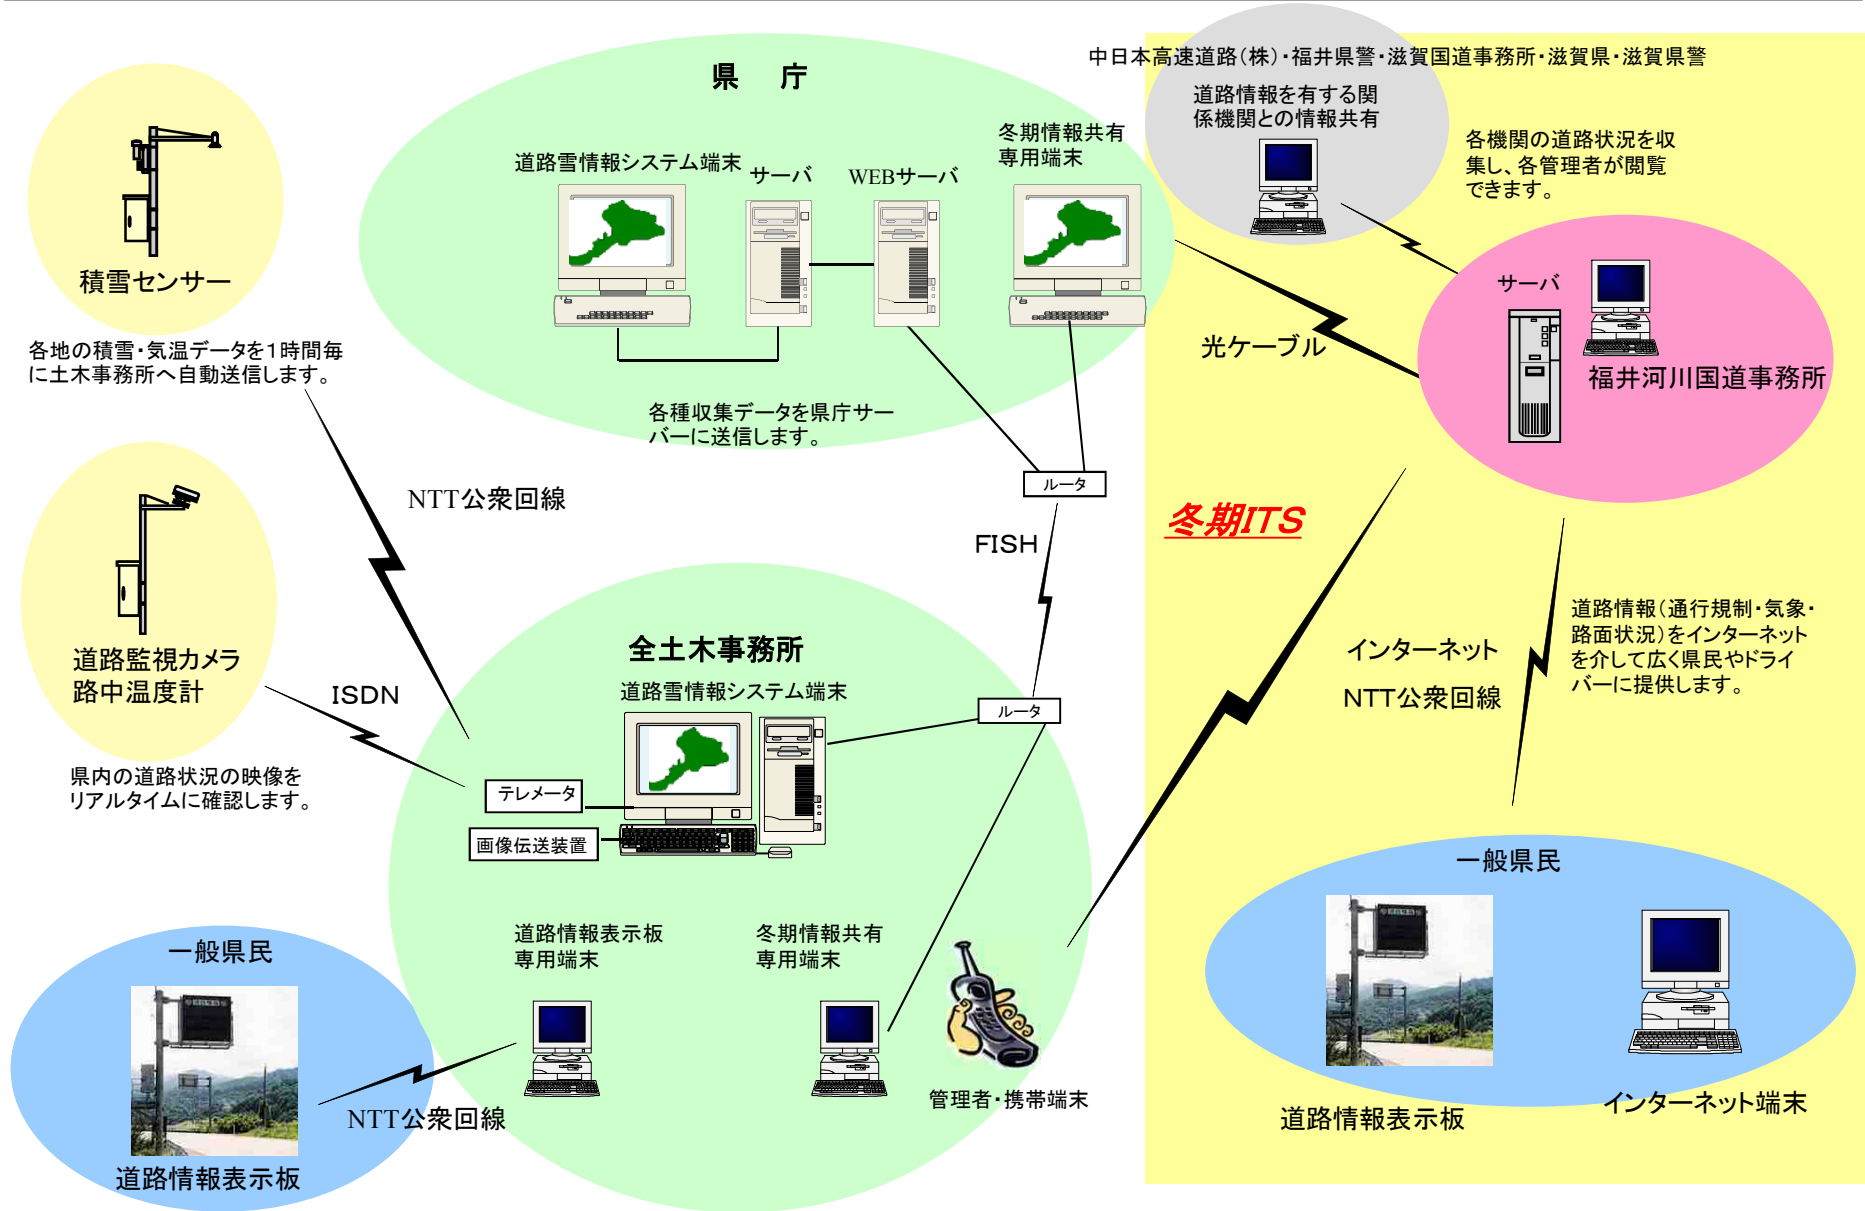 中日本高速道路(株)・福井県警・滋賀国道事務所・滋賀県・滋賀県警
道路情報を有する関
係機関との情報共有
各機関の道路状況を収
集し、各管理者が閲覧
できます。
県 庁
道路雪情報システム端末
サーバ
WEBサーバ
冬期情報共有
専用端末
各種収集データを県庁サー
バーに送信します。
積雪センサー
各地の積雪・気温データを1時間毎
に土木事務所へ自動送信します。
NTT公衆回線
光ケーブル
サーバ
福井河川国道事務所
ルータ
FISH
冬期ITS
道路監視カメラ
路中温度計
ISDN
県内の道路状況の映像を
リアルタイムに確認します。
全土木事務所
道路雪情報システム端末
ルータ
テレメータ
画像伝送装置
インターネット
NTT公衆回線
道路情報(通行規制・気象・
路面状況)をインターネット
を介して広く県民やドライ
バーに提供します。
道路情報表示板
専用端末
冬期情報共有
専用端末
管理者・携帯端末
一般県民
NTT公衆回線
道路情報表示板
一般県民
道路情報表示板
インターネット端末